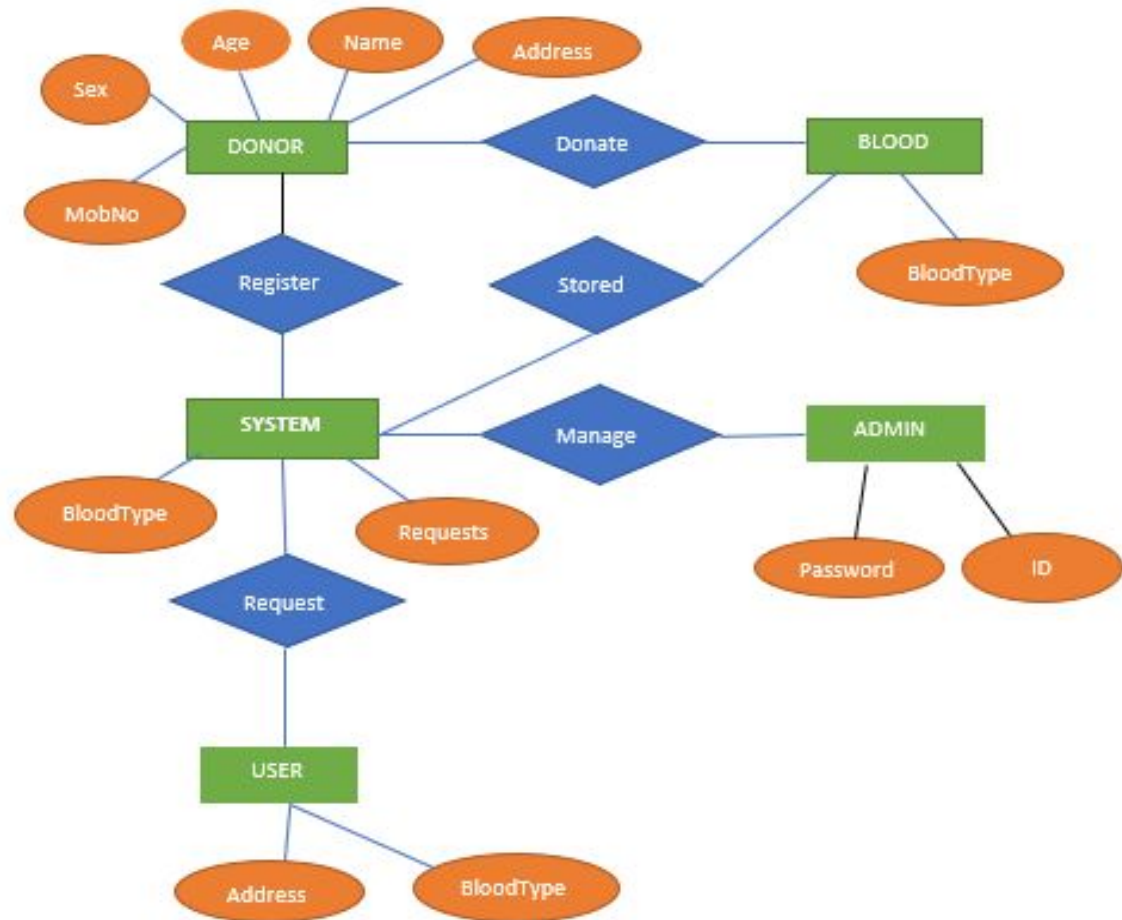 Age
Name
Address
Sex
DONOR
Donate
BLOOD
MobNo
BloodType
Register
Stored
SYSTEM
Manage
ADMIN
BloodType
Requests
Password
ID
Request
USER
Address
BloodType